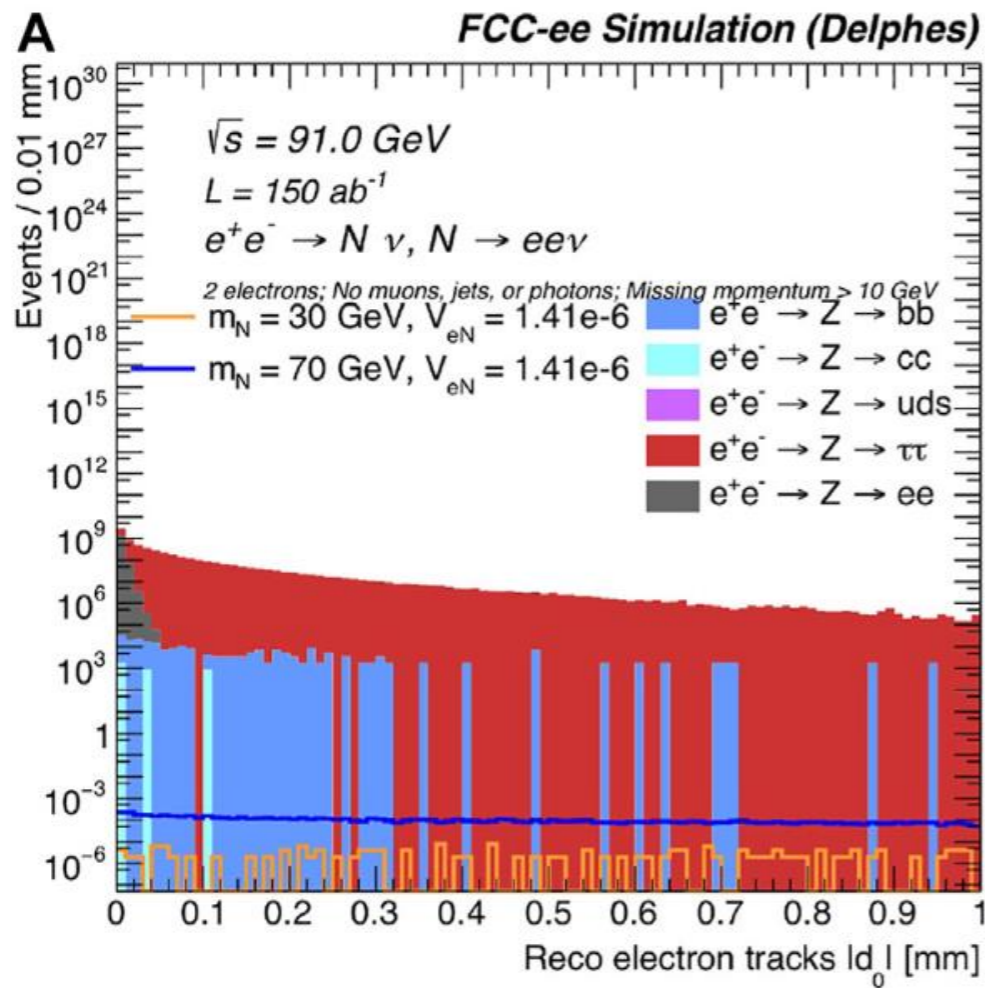 A
FCC-ee Simulation (Delphes)
Events / 0.01 mm
10³⁰
10²⁷
10²⁴
10²¹
10¹⁸
10¹⁵
10¹²
10⁹
10⁶
10³
1
10⁻³
10⁻⁶
√s = 91.0 GeV
L = 150 ab⁻¹
e⁺e⁻ → N ν, N → eeν
2 electrons; No muons, jets, or photons; Missing momentum > 10 GeV
m_N = 30 GeV, V_eN = 1.41e-6
m_N = 70 GeV, V_eN = 1.41e-6
e⁺e⁻ → Z → bb
e⁺e⁻ → Z → cc
e⁺e⁻ → Z → uds
e⁺e⁻ → Z → ττ
e⁺e⁻ → Z → ee
0 0.1 0.2 0.3 0.4 0.5 0.6 0.7 0.8 0.9 1
Reco electron tracks |d₀| [mm]